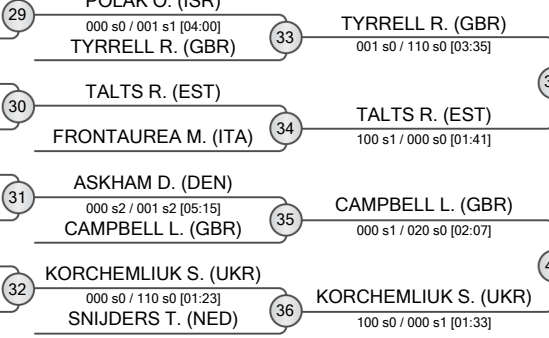 POLAK O. (ISR)
29
000 s0 / 001 s1 [04:00]
TYRRELL R. (GBR)
33
TYRRELL R. (GBR)
001 s0 / 110 s0 [03:35]
TALTS R. (EST)
30
FRONTAUREA M. (ITA)
34
TALTS R. (EST)
100 s1 / 000 s0 [01:41]
ASKHAM D. (DEN)
31
000 s2 / 001 s2 [05:15]
CAMPBELL L. (GBR)
35
CAMPBELL L. (GBR)
000 s1 / 020 s0 [02:07]
KORCHEMLIUK S. (UKR)
32
000 s0 / 110 s0 [01:23]
SNIJDERS T. (NED)
36
KORCHEMLIUK S. (UKR)
100 s0 / 000 s1 [01:33]